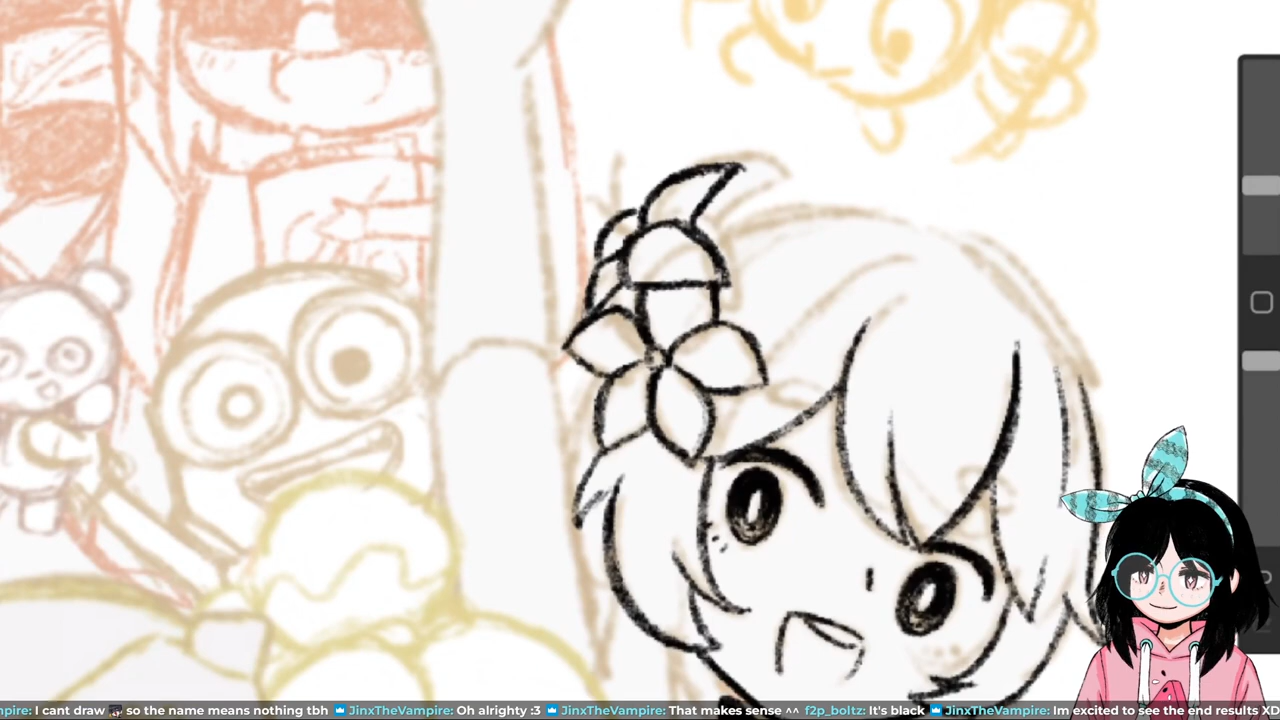 mpire: I cant draw so the name means nothing tbh JinxTheVampire: Oh alrighty :3 JinxTheVampire: That makes sense ^^ f2p_boltz: It's black JinxTheVampire: Im excited to see the end results XD